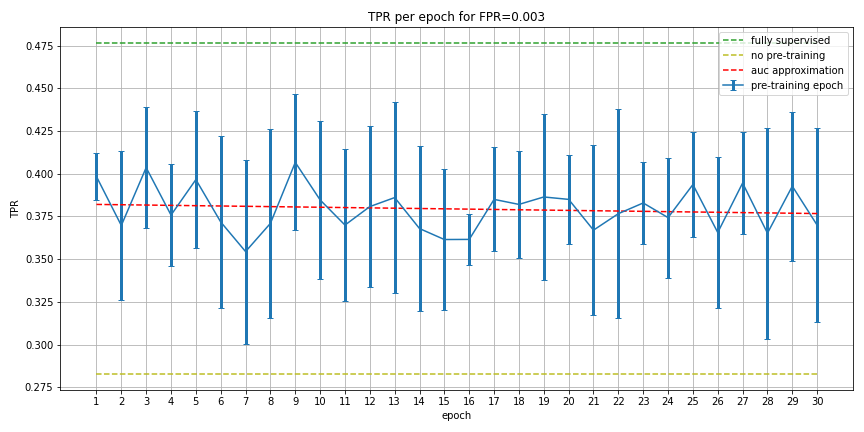 TPR per epoch for FPR=0.003
fully supervised
no pre-training
auc approximation
pre-training epoch
TPR
0.475
0.450
0.425
0.400
0.375
0.350
0.325
0.300
0.275
1 2 3 4 5 6 7 8 9 10 11 12 13 14 15 16 17 18 19 20 21 22 23 24 25 26 27 28 29 30
epoch